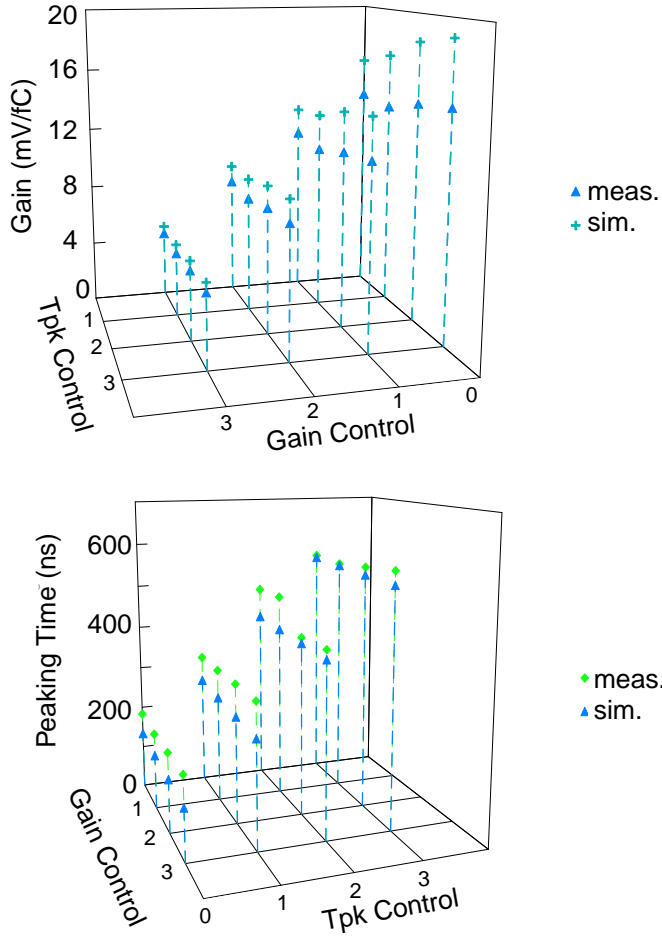 20
16
12
8
4
0
Gain (mV/fC)
1
2
3
Tpk Control
3
2
1
0
Gain Control
meas.
sim.
600
400
200
0
Peaking Time (ns)
1
2
3
Gain Control
0
1
2
3
Tpk Control
meas.
sim.